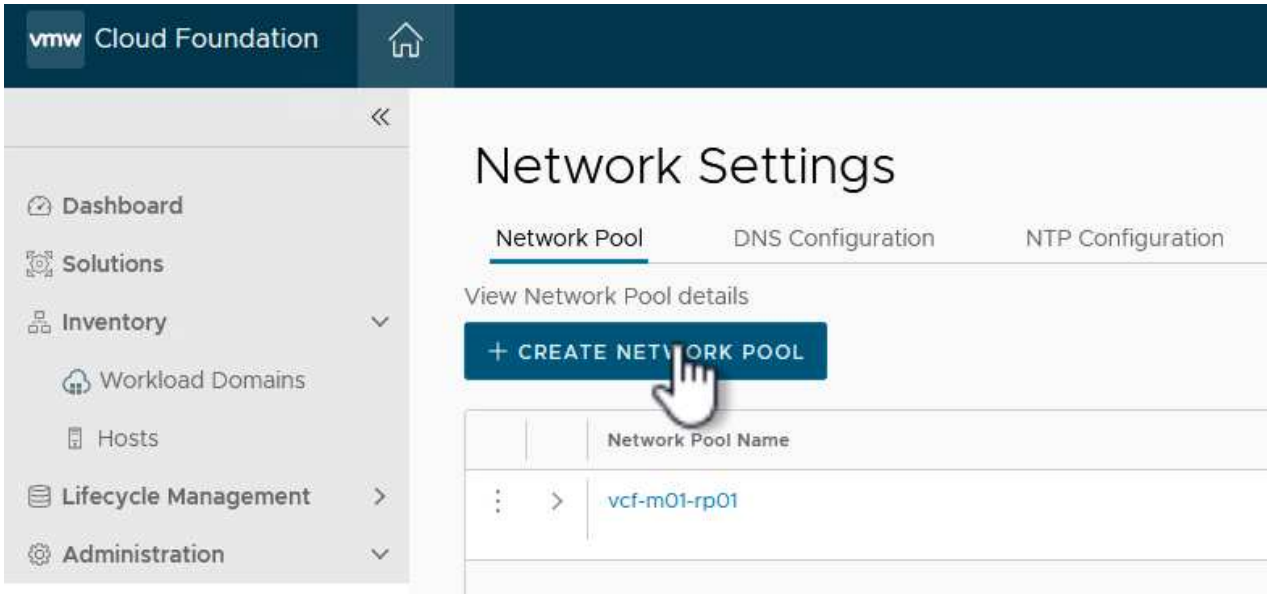 vmw Cloud Foundation
Network Settings
Dashboard
Solutions
Inventory
Workload Domains
Hosts
Lifecycle Management
Administration
Network Pool DNS Configuration NTP Configuration
View Network Pool details
+ CREATE NETWORK POOL
Network Pool Name
vcf-m01-rp01